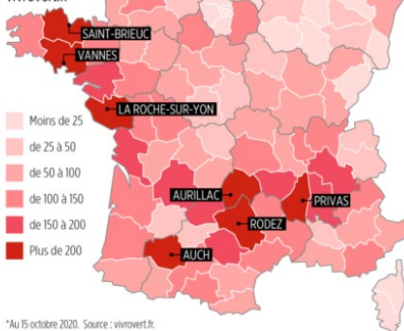 SAINT-BRIEUC
VANNES
LA ROCHE-SUR-YON
Moins de 25
de 25 à 50
de 50 à 100
de 100 à 150
de 150 à 200
Plus de 200
AURILLAC
PRIVAS
RODEZ
AUCH
*Au 15 octobre 2020. Source : vivrovert.fr.